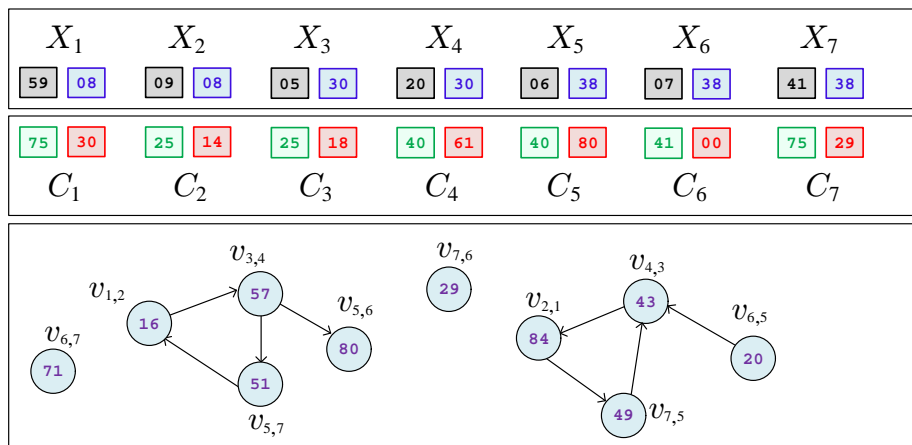 X1 X2 X3 X4 X5 X6 X7
59 08 09 08 05 30 20 30 06 38 07 38 41 38
75 30 25 14 25 18 40 61 40 80 41 00 75 29
C1 C2 C3 C4 C5 C6 C7
v3,4 v7,6 v4,3
v1,2 57 29 43
v5,6 v2,1 v6,5
v6,7 16 80 84 20
71 51 49
v5,7 v7,5